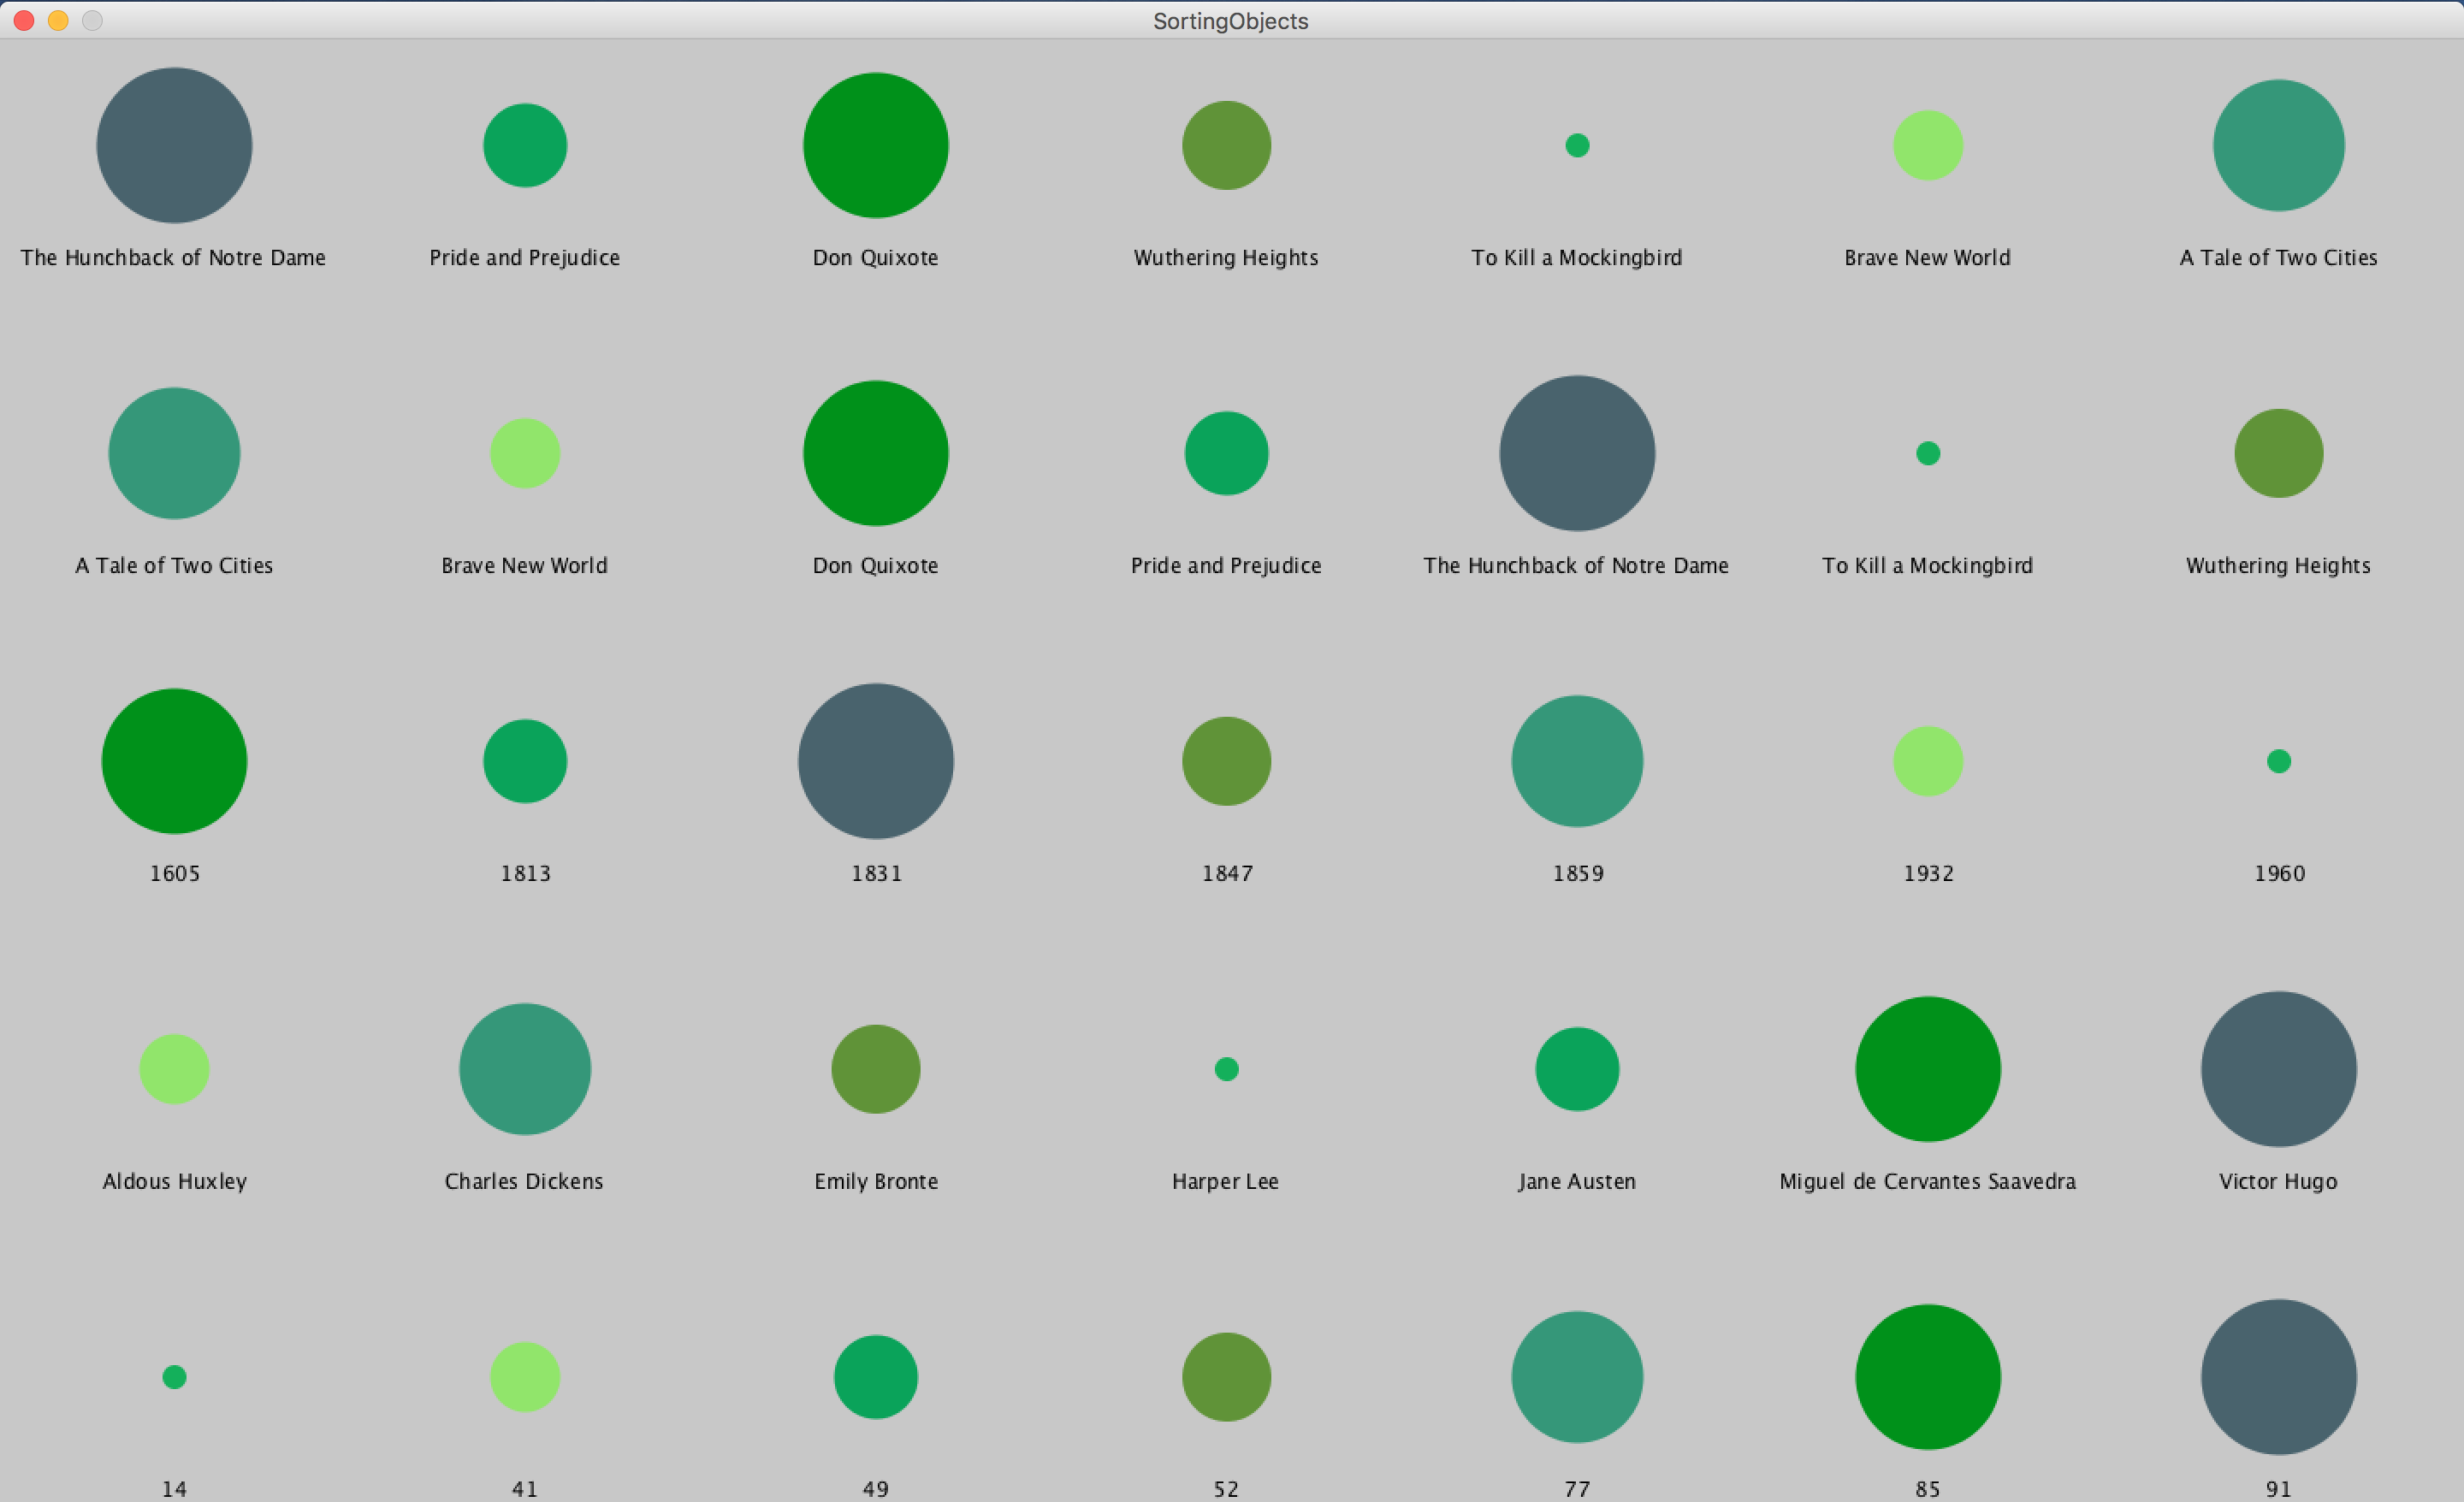 SortingObjects
The Hunchback of Notre Dame Pride and Prejudice Don Quixote Wuthering Heights To Kill a Mockingbird Brave New World A Tale of Two Cities
A Tale of Two Cities Brave New World Don Quixote Pride and Prejudice The Hunchback of Notre Dame To Kill a Mockingbird Wuthering Heights
1605 1813 1831 1847 1859 1932 1960
Aldous Huxley Charles Dickens Emily Bronte Harper Lee Jane Austen Miguel de Cervantes Saavedra Victor Hugo
14 41 49 52 77 85 91